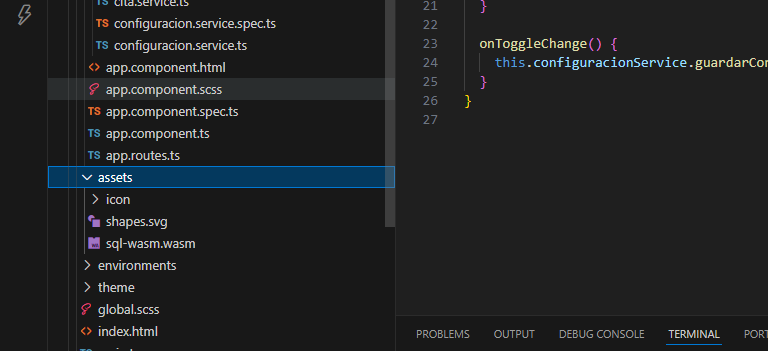 cita.service.ts
configuracion.service.spec.ts
configuracion.service.ts
app.component.html
app.component.scss
app.component.spec.ts
app.component.ts
app.routes.ts
assets
icon
shapes.svg
sql-wasm.wasm
environments
theme
global.scss
index.html
21 }
22
23 onToggleChange() {
24 this.configuracionService.guardarCo
25 }
26 }
27
PROBLEMS OUTPUT DEBUG CONSOLE TERMINAL POR